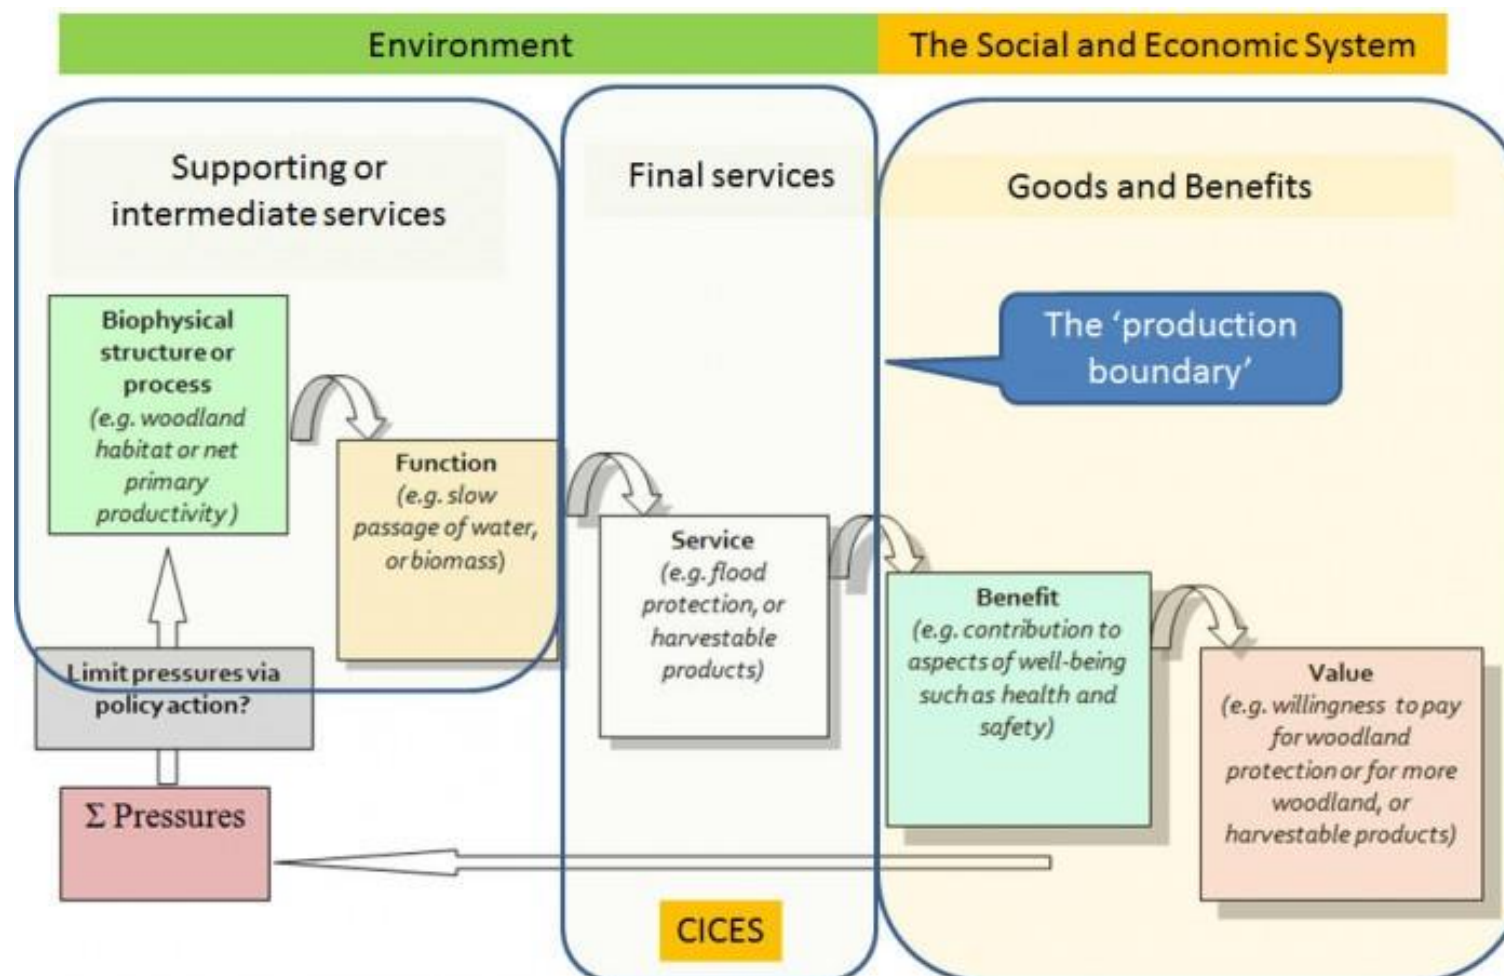 Environment
The Social and Economic System
Supporting or
intermediate services
Final services
Goods and Benefits
The ‘production
boundary’
Biophysical
structure or
process
(e.g. woodland
habitat or net
primary
productivity )
Function
(e.g. slow
passage of water,
or biomass)
Service
(e.g. flood
protection, or
harvestable
products)
Benefit
(e.g. contribution to
aspects of well-being
such as health and
safety)
Value
(e.g. willingness to pay
for woodland
protection or for more
woodland, or
harvestable products)
Limit pressures via
policy action?
Σ Pressures
CICES